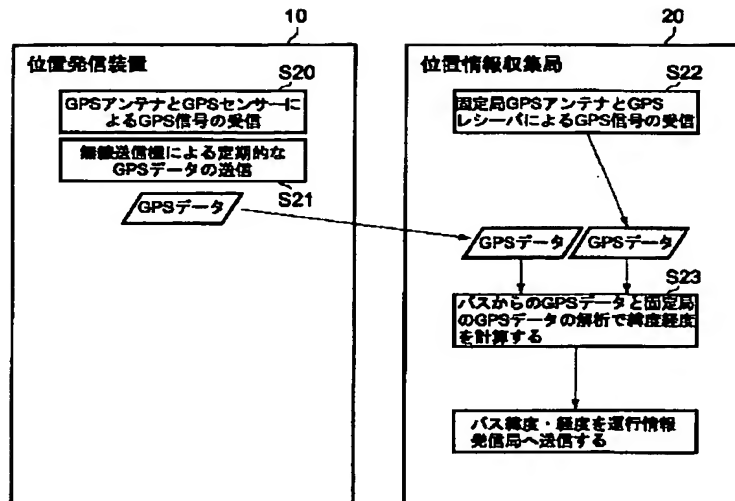 10
位置発信装置
S20
GPSアンテナとGPSセンサーに
よるGPS信号の受信
無線送信機による定期的な
GPSデータの送信
S21
GPSデータ
20
位置情報収集局
S22
固定局GPSアンテナとGPS
レシーバによるGPS信号の受信
GPSデータ
GPSデータ
S23
バスからのGPSデータと固定局
のGPSデータの解析で緯度経度
を計算する
バス緯度・経度を運行情報
発信局へ送信する